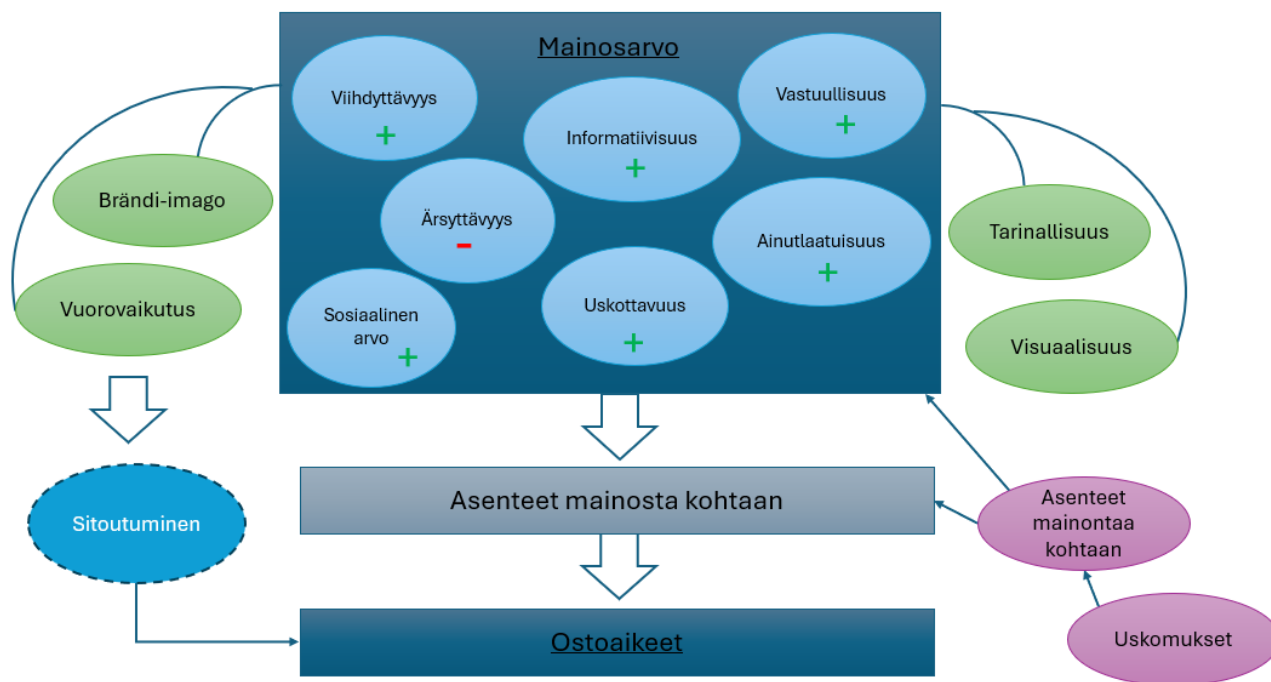 Mainosarvo
Viihdyttävyys
+
Informatiivisuus
+
Vastuullisuus
+
Ärsyttävyys
-
Ainutlaatuisuus
+
Sosiaalinen
arvo
+
Uskottavuus
+
Brändi-imago
Vuorovaikutus
Tarinallisuus
Visuaalisuus
Sitoutuminen
Asenteet mainosta kohtaan
Asenteet
mainontaa
kohtaan
Ostoaikeet
Uskomukset